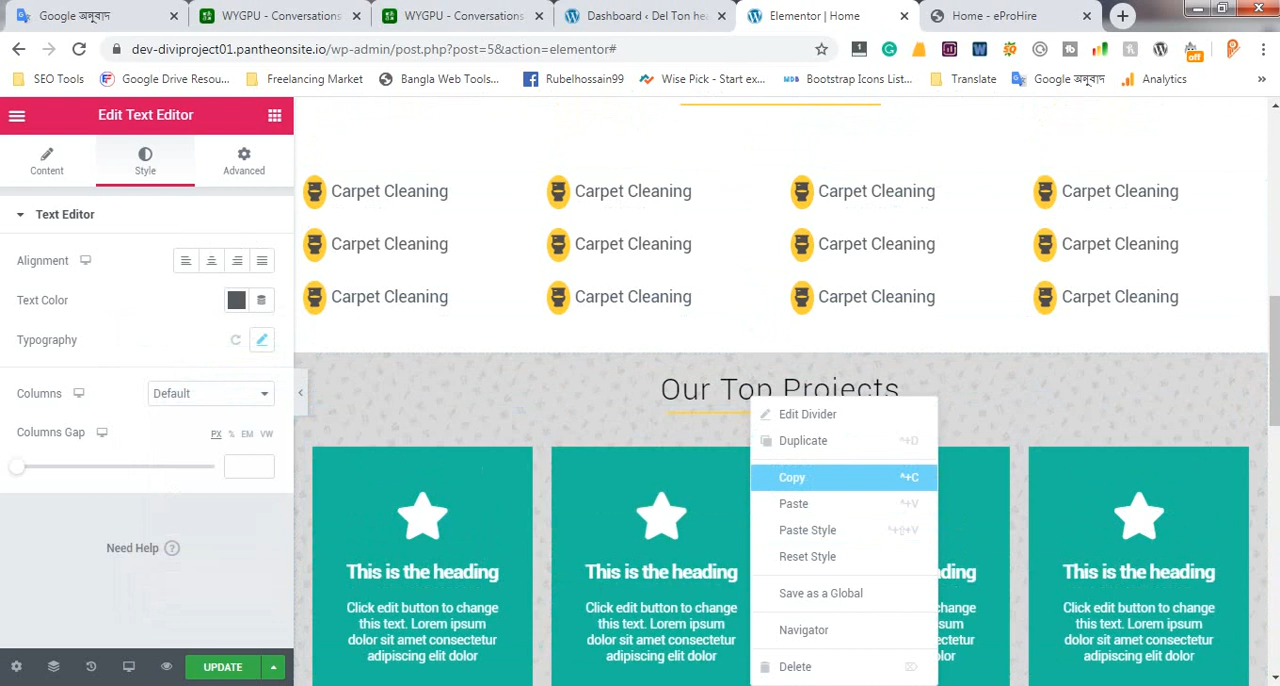 Google অনুবাদ
WYGPU - Conversations
WYGPU - Conversations
Dashboard ‹ Del Ton he
Elementor | Home
Home - eProHire
dev-diviproject01.pantheonsite.io/wp-admin/post.php?post=5&action=elementor#
off
SEO Tools
Google Drive Resou...
Freelancing Market
Bangla Web Tools...
Rubelhossain99
Wise Pick - Start ex...
Bootstrap Icons List...
Translate
Google অনুবাদ
Analytics
»
Edit Text Editor
Content
Style
Advanced
Text Editor
Alignment
Text Color
Typography
Columns
Default
Columns Gap
PX % EM VW
Need Help
UPDATE
Carpet Cleaning Carpet Cleaning Carpet Cleaning Carpet Cleaning
Carpet Cleaning Carpet Cleaning Carpet Cleaning Carpet Cleaning
Carpet Cleaning Carpet Cleaning Carpet Cleaning Carpet Cleaning
Our Top Projects
Edit Divider
Duplicate ^+D
Copy ^+C
Paste ^+V
Paste Style ^+⇧+V
Reset Style
Save as a Global
Navigator
Delete
This is the heading
Click edit button to change
this text. Lorem ipsum
dolor sit amet consectetur
adipiscing elit dolor
This is the heading
Click edit button to change
this text. Lorem ipsum
dolor sit amet consectetur
adipiscing elit dolor
This is the heading
Click edit button to change
this text. Lorem ipsum
dolor sit amet consectetur
adipiscing elit dolor